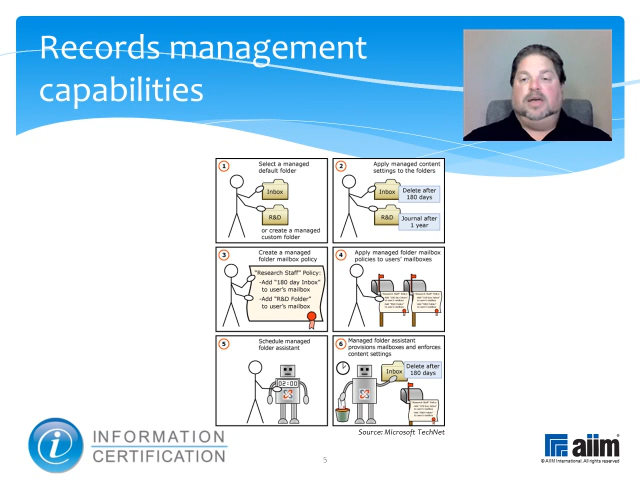 Records management
capabilities
1
Select a managed
default folder
Inbox
R&D
or create a managed
custom folder
2
Apply managed content
settings to the folders
Inbox
Delete after
180 days
R&D
Journal after
1 year
3
Create a managed
folder mailbox policy
"Research Staff" Policy:
-Add "180 day Inbox"
to user's mailbox
-Add "R&D Folder"
to user's mailbox
4
Apply managed folder mailbox
policies to users' mailboxes
5
Schedule managed
folder assistant
02:00
6
Managed folder assistant
provisions mailboxes and enforces
content settings
Inbox
Delete after
180 days
Source: Microsoft TechNet
i
INFORMATION
CERTIFICATION
5
aiim
© AIIM International. All rights reserved